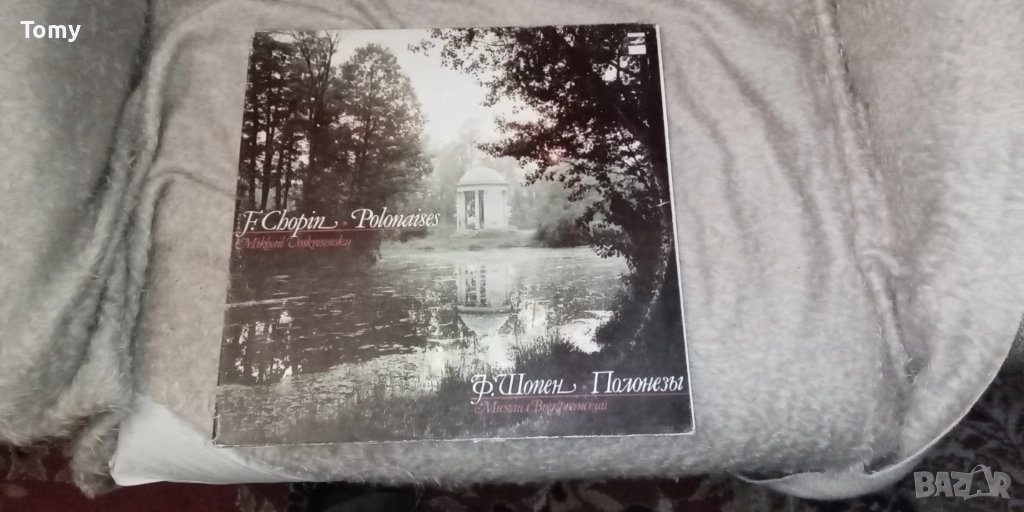 Tomy
F. Chopin Polonaises
Mikhail Voskresensky
Ф. Шопен · Полонезы
Михаил Воскресенский
BAZAR